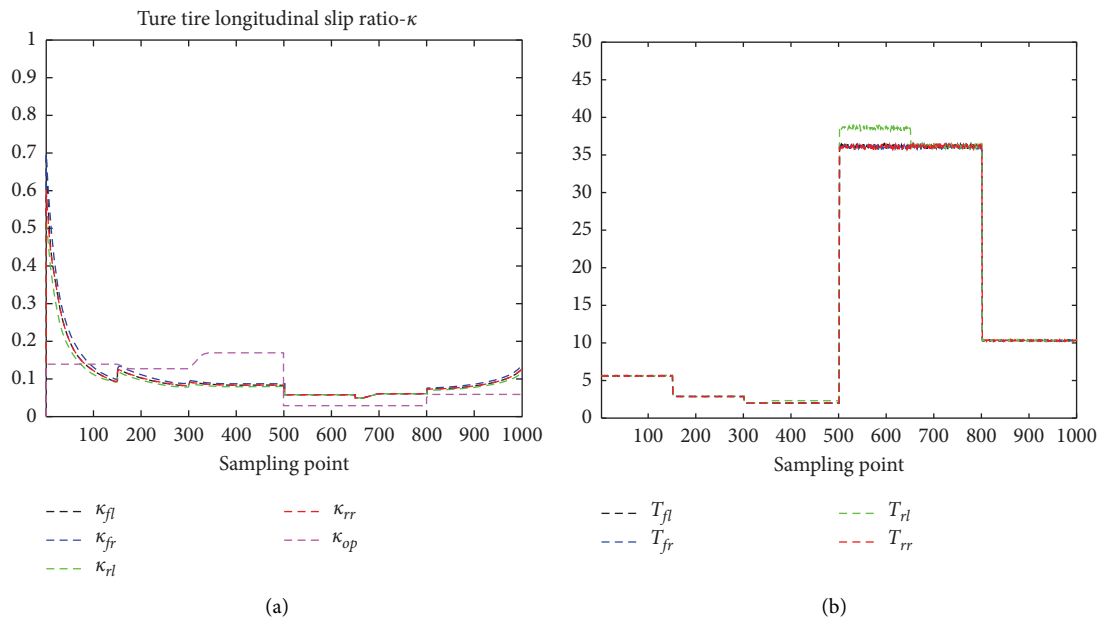 Ture tire longitudinal slip ratio-κ
1
0.9
0.8
0.7
0.6
0.5
0.4
0.3
0.2
0.1
0
100 200 300 400 500 600 700 800 900 1000
Sampling point
κfl
κfr
κrl
κrr
κop
(a)
50
45
40
35
30
25
20
15
10
5
0
100 200 300 400 500 600 700 800 900 1000
Sampling point
Tfl
Tfr
Trl
Trr
(b)